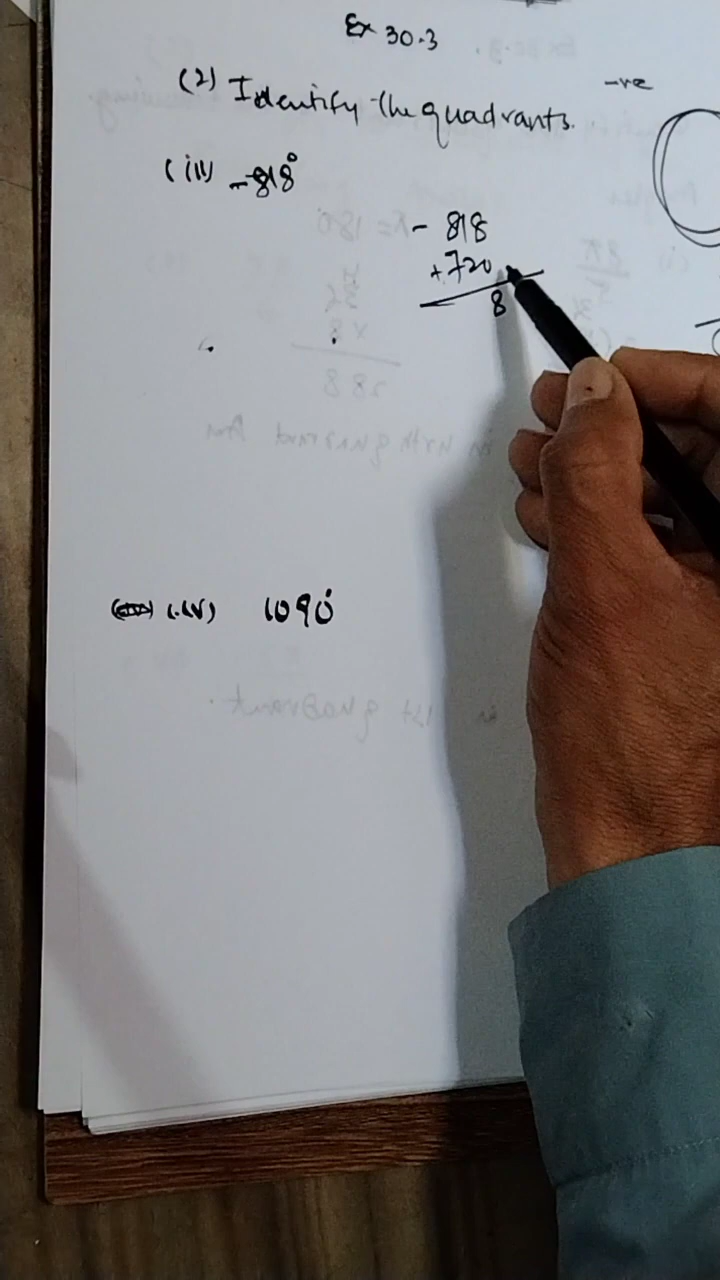 Ex 30.3
(2) Identify the quadrants. -ve
(iii) -818°
- 818
+720
8
(iv) 1090°